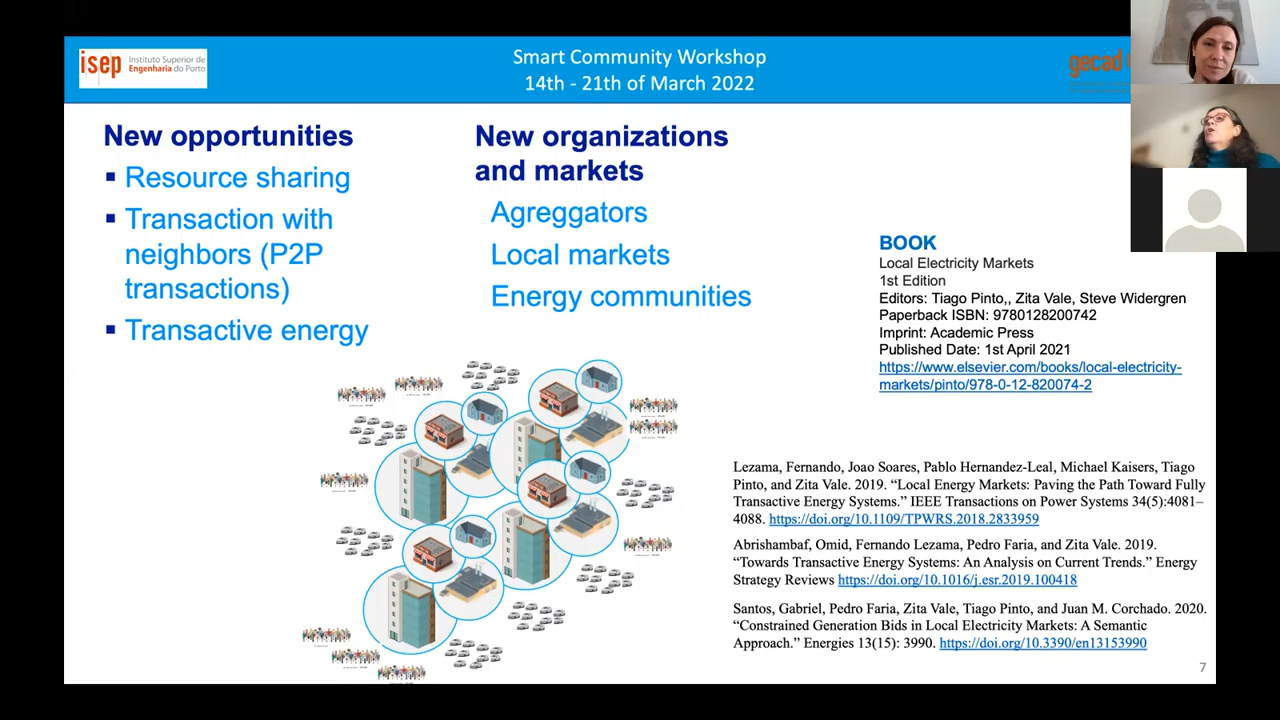 isep Instituto Superior de
Engenharia do Porto
Smart Community Workshop
14th - 21th of March 2022
gecad
New opportunities
▪ Resource sharing
▪ Transaction with
neighbors (P2P
transactions)
▪ Transactive energy
New organizations
and markets
Agreggators
Local markets
Energy communities
BOOK
Local Electricity Markets
1st Edition
Editors: Tiago Pinto,, Zita Vale, Steve Widergren
Paperback ISBN: 9780128200742
Imprint: Academic Press
Published Date: 1st April 2021
https://www.elsevier.com/books/local-electricity-
markets/pinto/978-0-12-820074-2
Lezama, Fernando, Joao Soares, Pablo Hernandez-Leal, Michael Kaisers, Tiago
Pinto, and Zita Vale. 2019. “Local Energy Markets: Paving the Path Toward Fully
Transactive Energy Systems.” IEEE Transactions on Power Systems 34(5):4081–
4088. https://doi.org/10.1109/TPWRS.2018.2833959
Abrishambaf, Omid, Fernando Lezama, Pedro Faria, and Zita Vale. 2019.
“Towards Transactive Energy Systems: An Analysis on Current Trends.” Energy
Strategy Reviews https://doi.org/10.1016/j.esr.2019.100418
Santos, Gabriel, Pedro Faria, Zita Vale, Tiago Pinto, and Juan M. Corchado. 2020.
“Constrained Generation Bids in Local Electricity Markets: A Semantic
Approach.” Energies 13(15): 3990. https://doi.org/10.3390/en13153990
7